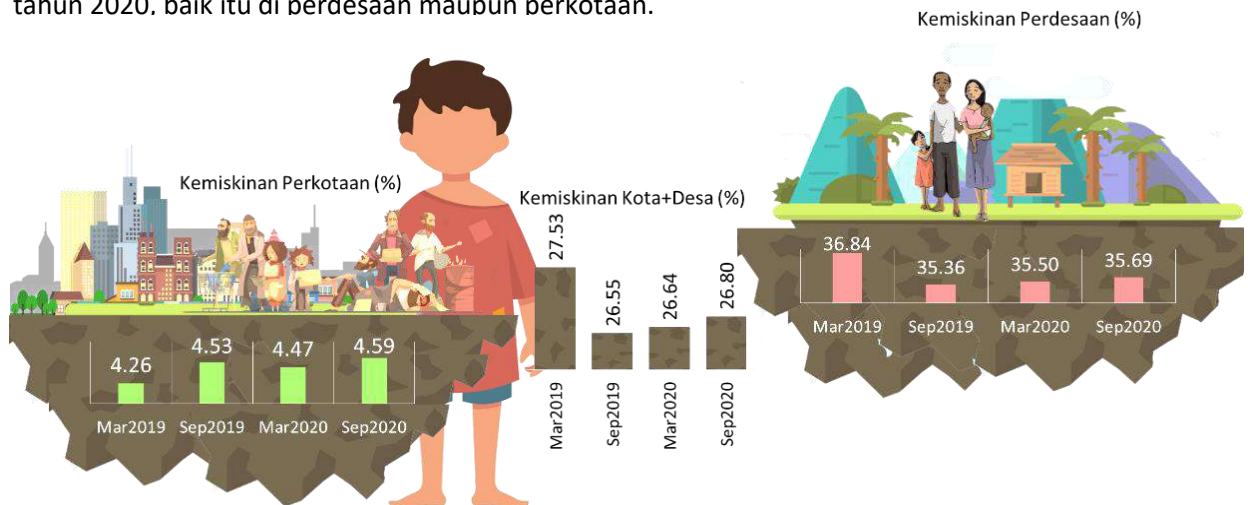 tahun 2020, baik itu di perdesaan maupun perkotaan.
Kemiskinan Perkotaan (%)
4.26 4.53 4.47 4.59
Mar2019 Sep2019 Mar2020 Sep2020
Kemiskinan Kota+Desa (%)
27.53 26.55 26.64 26.80
Mar2019 Sep2019 Mar2020 Sep2020
Kemiskinan Perdesaan (%)
36.84 35.36 35.50 35.69
Mar2019 Sep2019 Mar2020 Sep2020